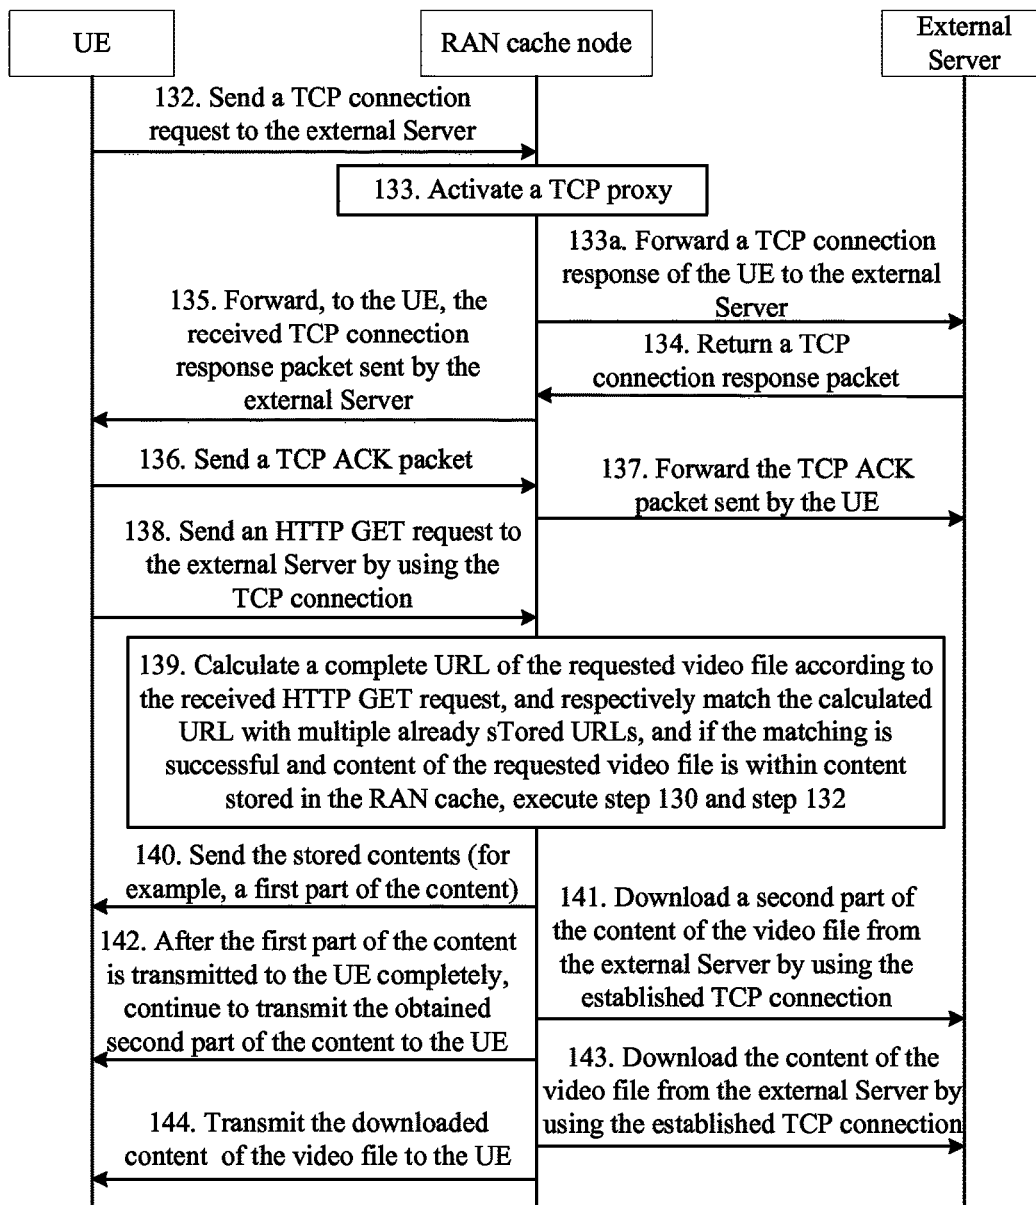 UE
RAN cache node
External
Server
132. Send a TCP connection
request to the external Server
133. Activate a TCP proxy
133a. Forward a TCP connection
response of the UE to the external
Server
134. Return a TCP
connection response packet
135. Forward, to the UE, the
received TCP connection
response packet sent by the
external Server
136. Send a TCP ACK packet
137. Forward the TCP ACK
packet sent by the UE
138. Send an HTTP GET request to
the external Server by using the
TCP connection
139. Calculate a complete URL of the requested video file according to
the received HTTP GET request, and respectively match the calculated
URL with multiple already sTored URLs, and if the matching is
successful and content of the requested video file is within content
stored in the RAN cache, execute step 130 and step 132
140. Send the stored contents (for
example, a first part of the content)
141. Download a second part of
the content of the video file from
the external Server by using the
established TCP connection
142. After the first part of the content
is transmitted to the UE completely,
continue to transmit the obtained
second part of the content to the UE
143. Download the content of the
video file from the external Server by
using the established TCP connection
144. Transmit the downloaded
content of the video file to the UE